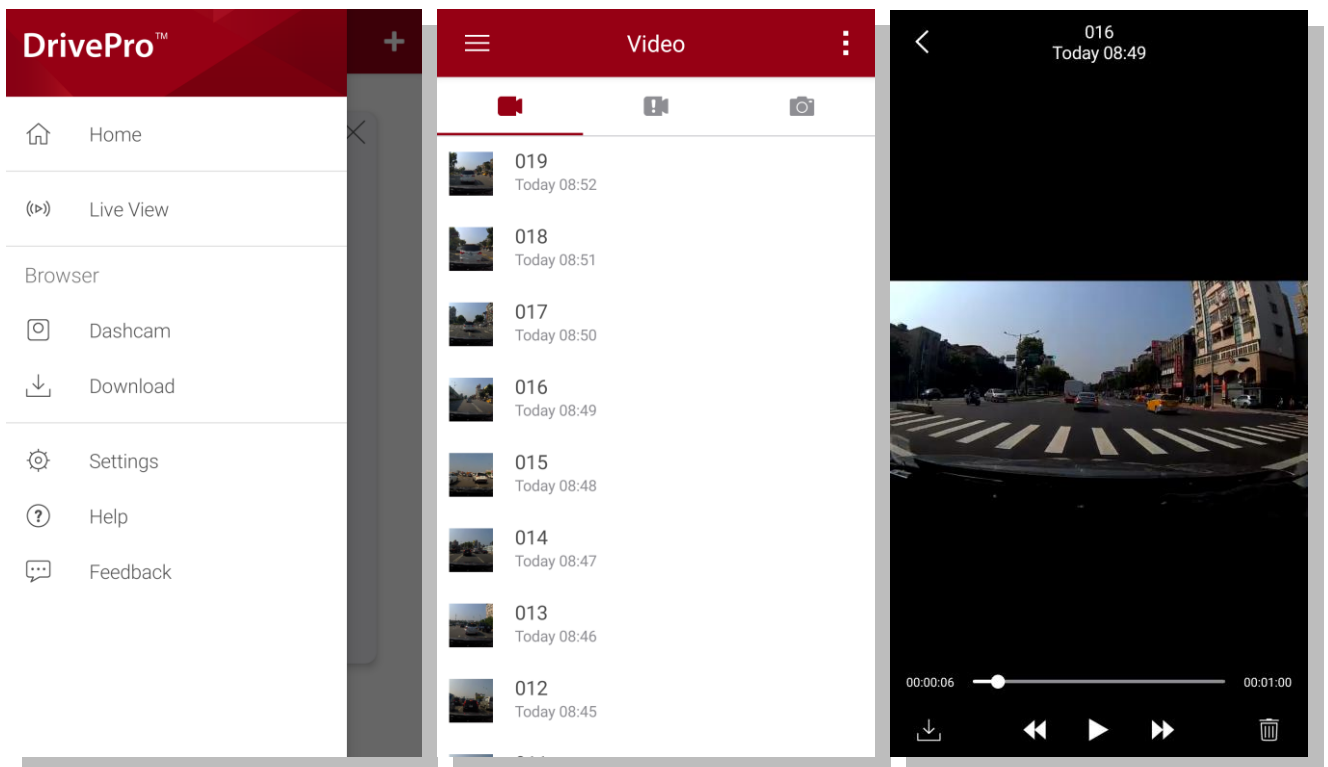 DrivePro™
Home
Live View
Browser
Dashcam
Download
Settings
Help
Feedback
Video
019
Today 08:52
018
Today 08:51
017
Today 08:50
016
Today 08:49
015
Today 08:48
014
Today 08:47
013
Today 08:46
012
Today 08:45
016
Today 08:49
00:00:06
00:01:00